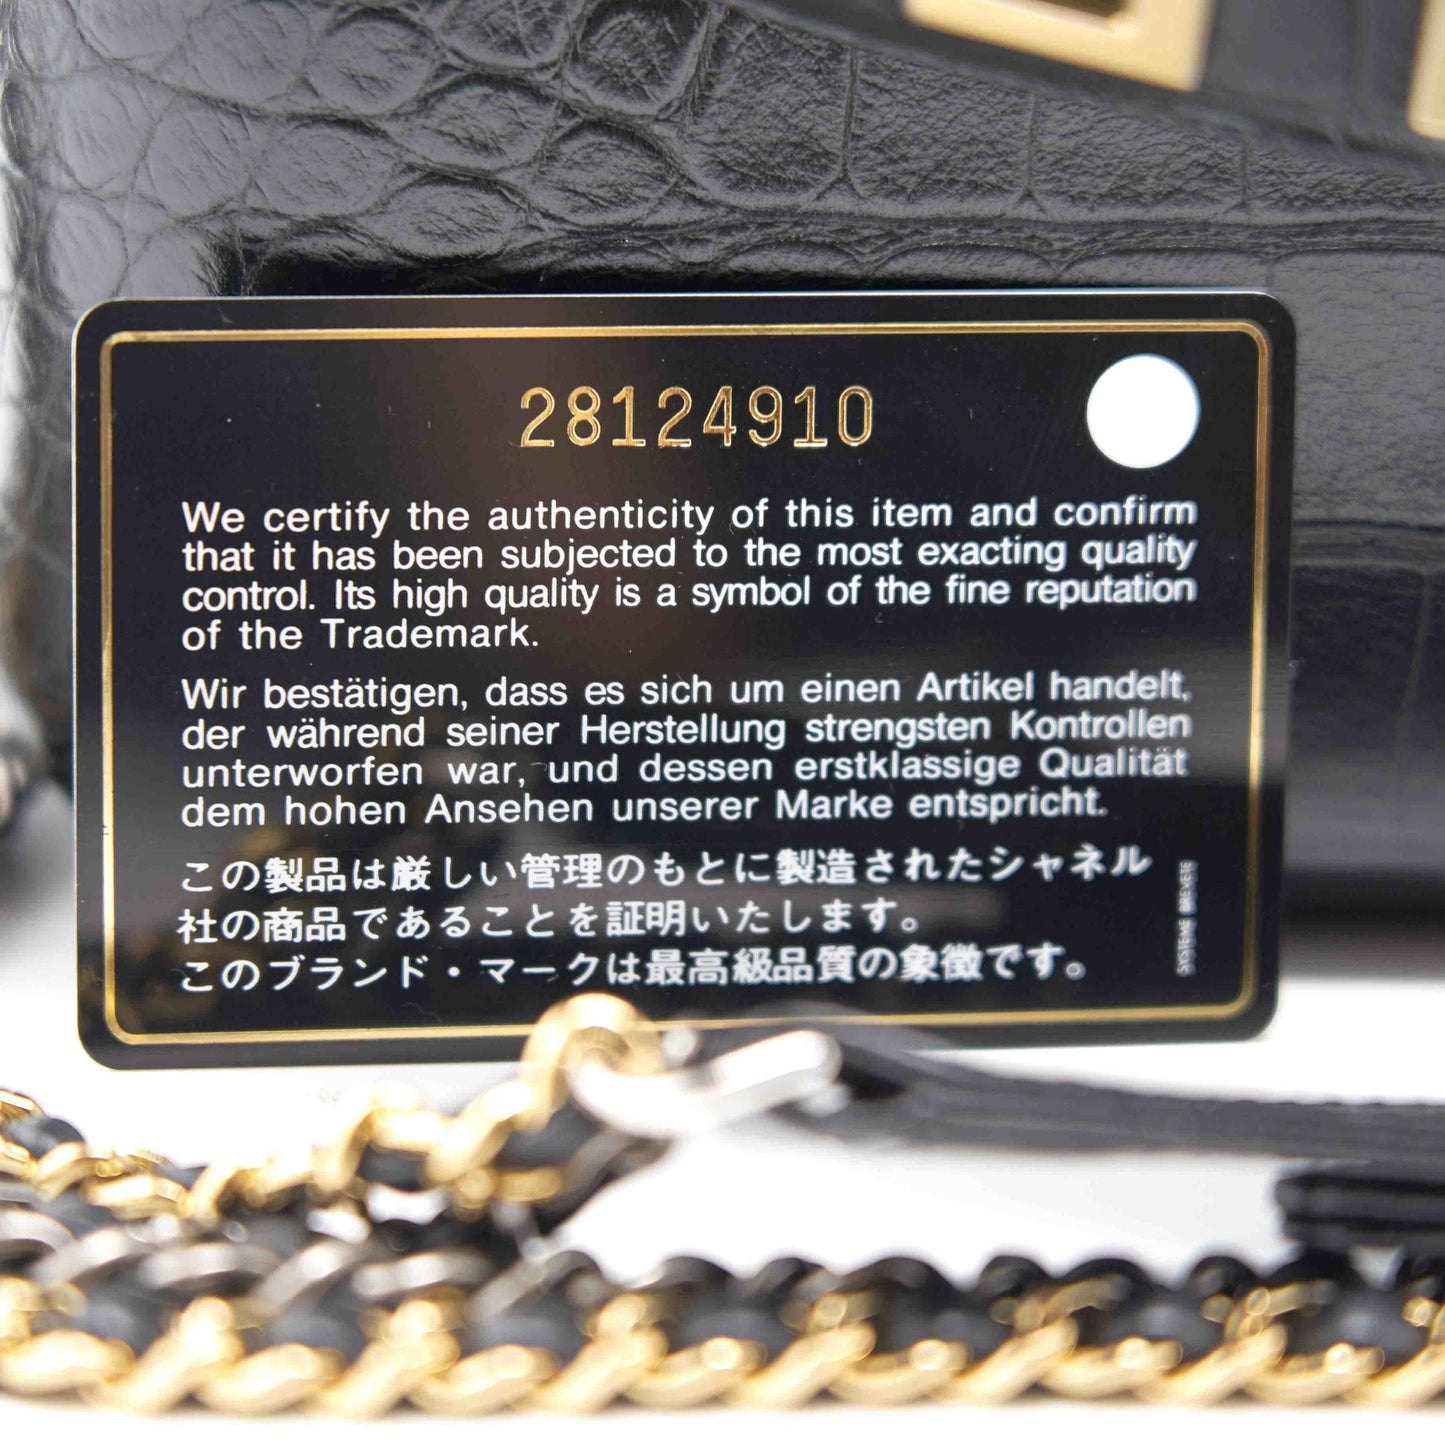 28124910
We certify the authenticity of this item and confirm
that it has been subjected to the most exacting quality
control. Its high quality is a symbol of the fine reputation
of the Trademark.
Wir bestätigen, dass es sich um einen Artikel handelt,
der während seiner Herstellung strengsten Kontrollen
unterworfen war, und dessen erstklassige Qualität
dem hohen Ansehen unserer Marke entspricht.
この製品は厳しい管理のもとに製造されたシャネル
社の商品であることを証明いたします。
このブランド・マークは最高級品質の象徴です。
SYSTEME BREVETE